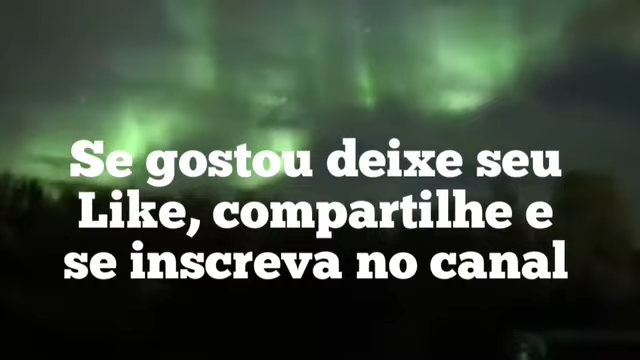 Se gostou deixe seu
Like, compartilhe e
se inscreva no canal